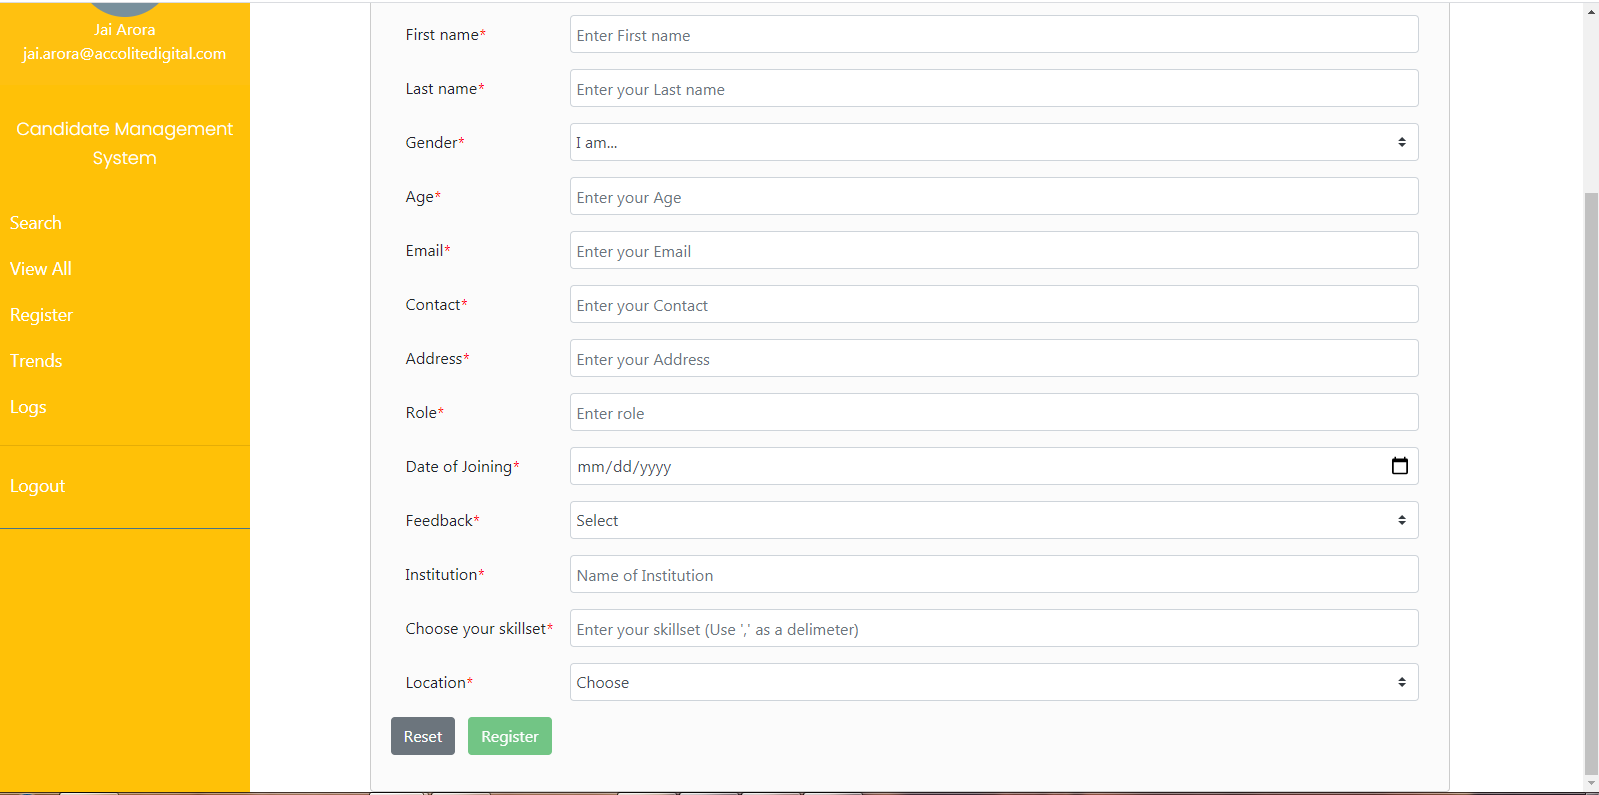 Jai Arora
jai.arora@accolitedigital.com
Candidate Management
System
Search
View All
Register
Trends
Logs
Logout
First name* Enter First name
Last name* Enter your Last name
Gender* I am...
Age* Enter your Age
Email* Enter your Email
Contact* Enter your Contact
Address* Enter your Address
Role* Enter role
Date of Joining* mm/dd/yyyy
Feedback* Select
Institution* Name of Institution
Choose your skillset* Enter your skillset (Use ',' as a delimeter)
Location* Choose
Reset Register